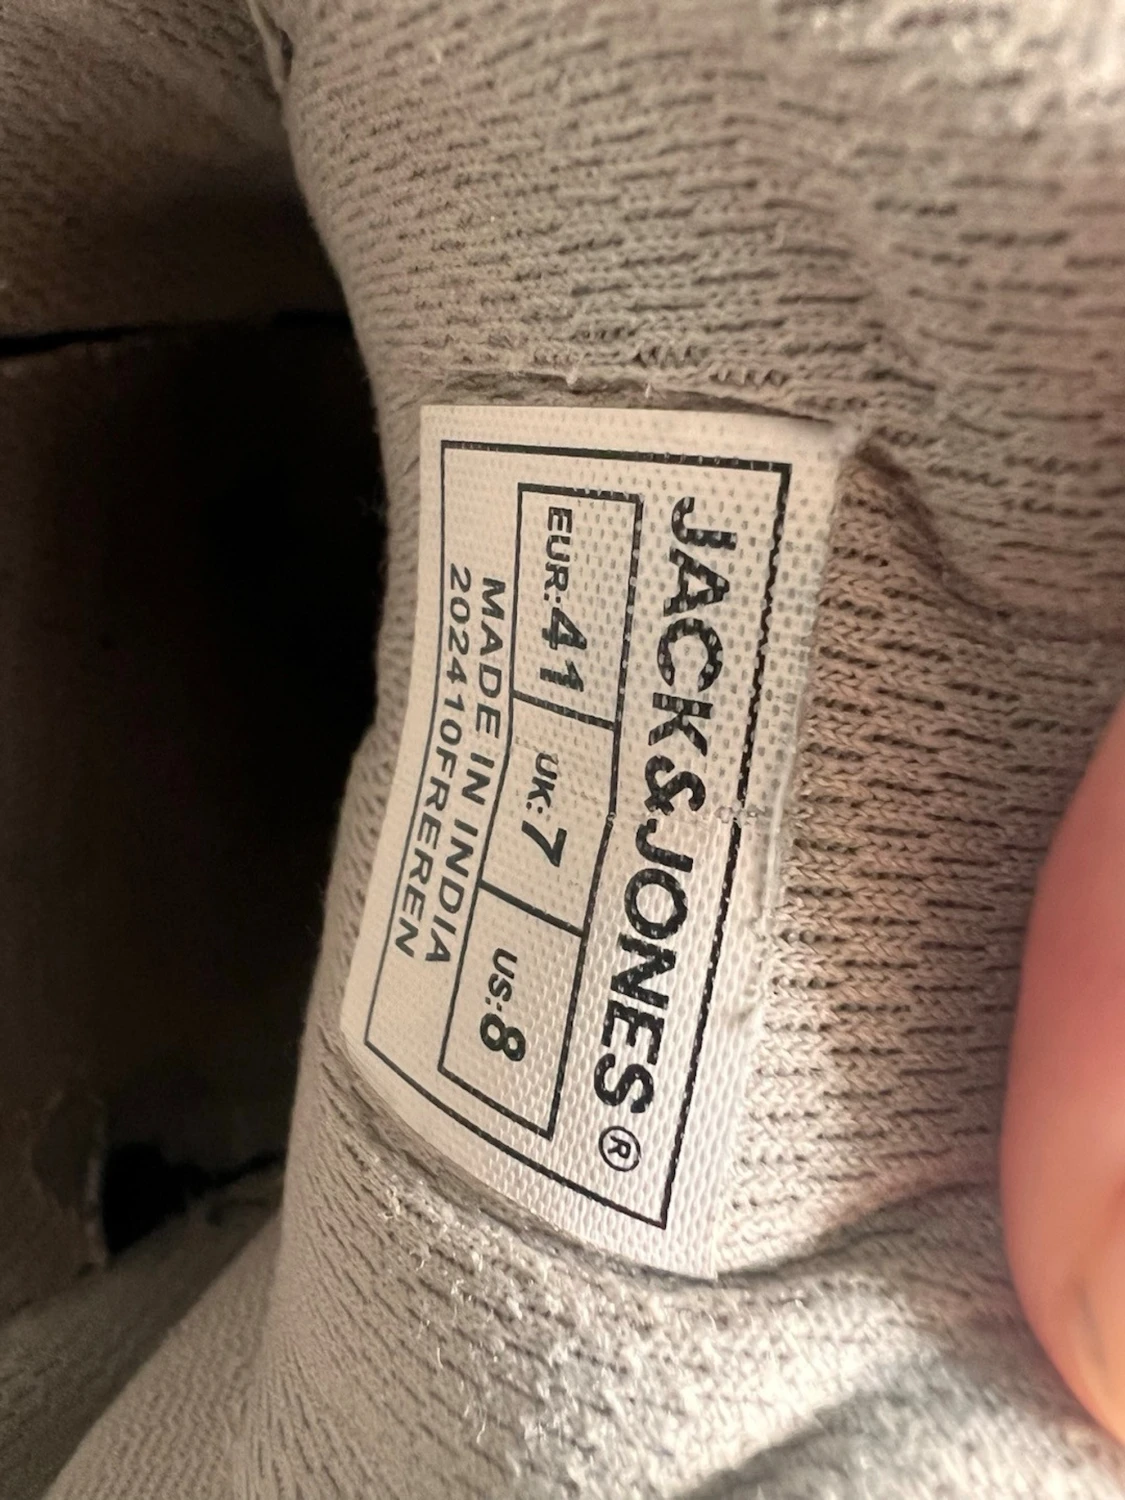 JACK&JONES®
EUR:41 UK:7 US:8
MADE IN INDIA
202410FREREN